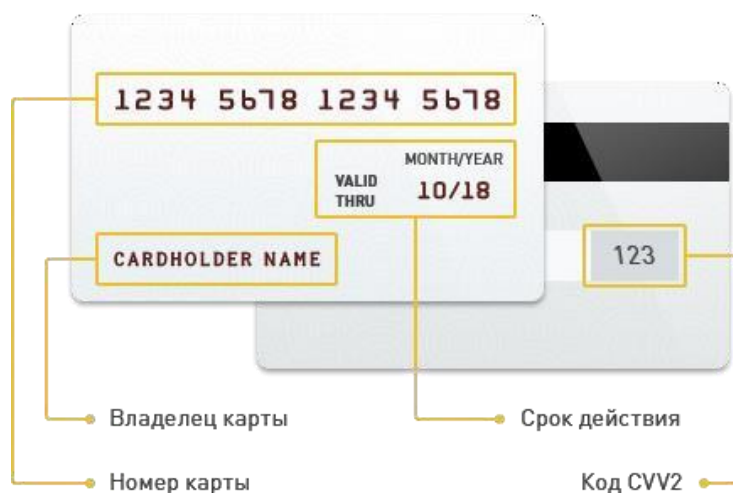 1234 5678 1234 5678
MONTH/YEAR
VALID THRU 10/18
CARDHOLDER NAME
123
Владелец карты
Срок действия
Номер карты
Код CVV2